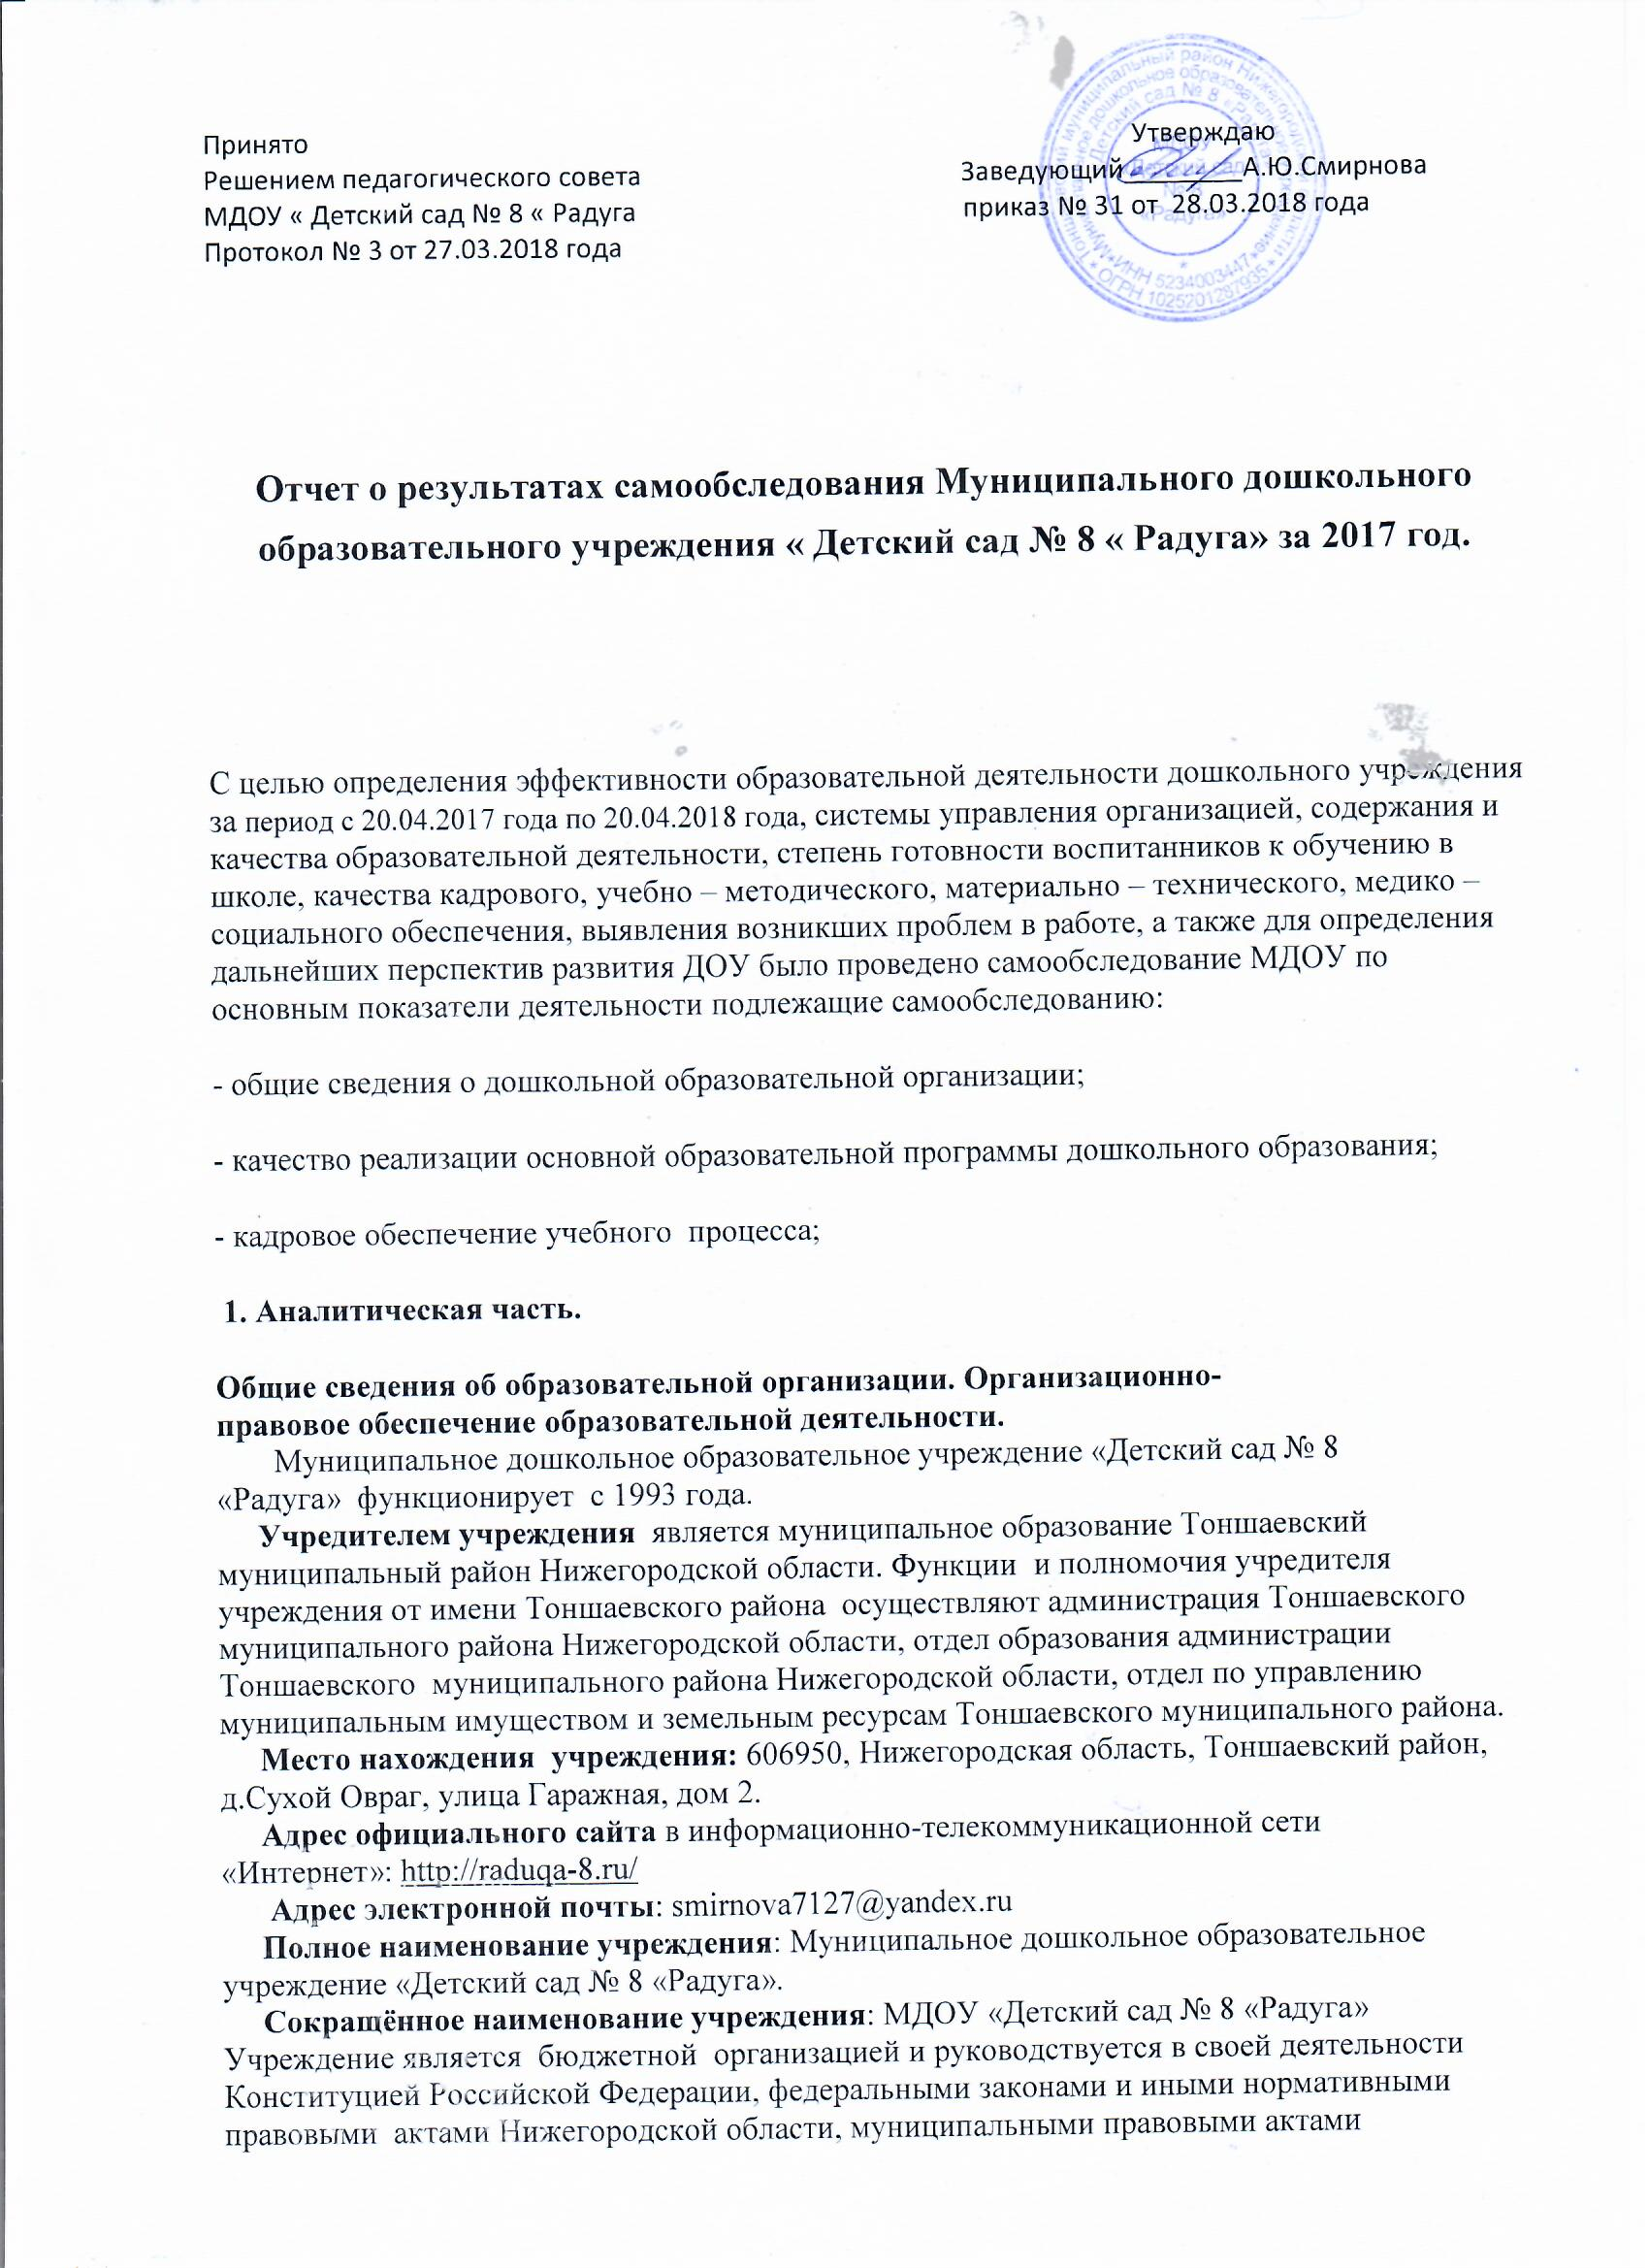 Принято
Решением педагогического совета
МДОУ « Детский сад № 8 « Радуга
Протокол № 3 от 27.03.2018 года
Утверждаю
Заведующий________А.Ю.Смирнова
приказ № 31 от 28.03.2018 года
ИНН 5234003447
ОГРН 1025201287935
Отчет о результатах самообследования Муниципального дошкольного
образовательного учреждения « Детский сад № 8 « Радуга» за 2017 год.
С целью определения эффективности образовательной деятельности дошкольного учреждения
за период с 20.04.2017 года по 20.04.2018 года, системы управления организацией, содержания и
качества образовательной деятельности, степень готовности воспитанников к обучению в
школе, качества кадрового, учебно – методического, материально – технического, медико –
социального обеспечения, выявления возникших проблем в работе, а также для определения
дальнейших перспектив развития ДОУ было проведено самообследование МДОУ по
основным показатели деятельности подлежащие самообследованию:
- общие сведения о дошкольной образовательной организации;
- качество реализации основной образовательной программы дошкольного образования;
- кадровое обеспечение учебного процесса;
1. Аналитическая часть.
Общие сведения об образовательной организации. Организационно-
правовое обеспечение образовательной деятельности.
Муниципальное дошкольное образовательное учреждение «Детский сад № 8
«Радуга» функционирует с 1993 года.
Учредителем учреждения является муниципальное образование Тоншаевский
муниципальный район Нижегородской области. Функции и полномочия учредителя
учреждения от имени Тоншаевского района осуществляют администрация Тоншаевского
муниципального района Нижегородской области, отдел образования администрации
Тоншаевского муниципального района Нижегородской области, отдел по управлению
муниципальным имуществом и земельным ресурсам Тоншаевского муниципального района.
Место нахождения учреждения: 606950, Нижегородская область, Тоншаевский район,
д.Сухой Овраг, улица Гаражная, дом 2.
Адрес официального сайта в информационно-телекоммуникационной сети
«Интернет»: http://raduqa-8.ru/
Адрес электронной почты: smirnova7127@yandex.ru
Полное наименование учреждения: Муниципальное дошкольное образовательное
учреждение «Детский сад № 8 «Радуга».
Сокращённое наименование учреждения: МДОУ «Детский сад № 8 «Радуга»
Учреждение является бюджетной организацией и руководствуется в своей деятельности
Конституцией Российской Федерации, федеральными законами и иными нормативными
правовыми актами Нижегородской области, муниципальными правовыми актами